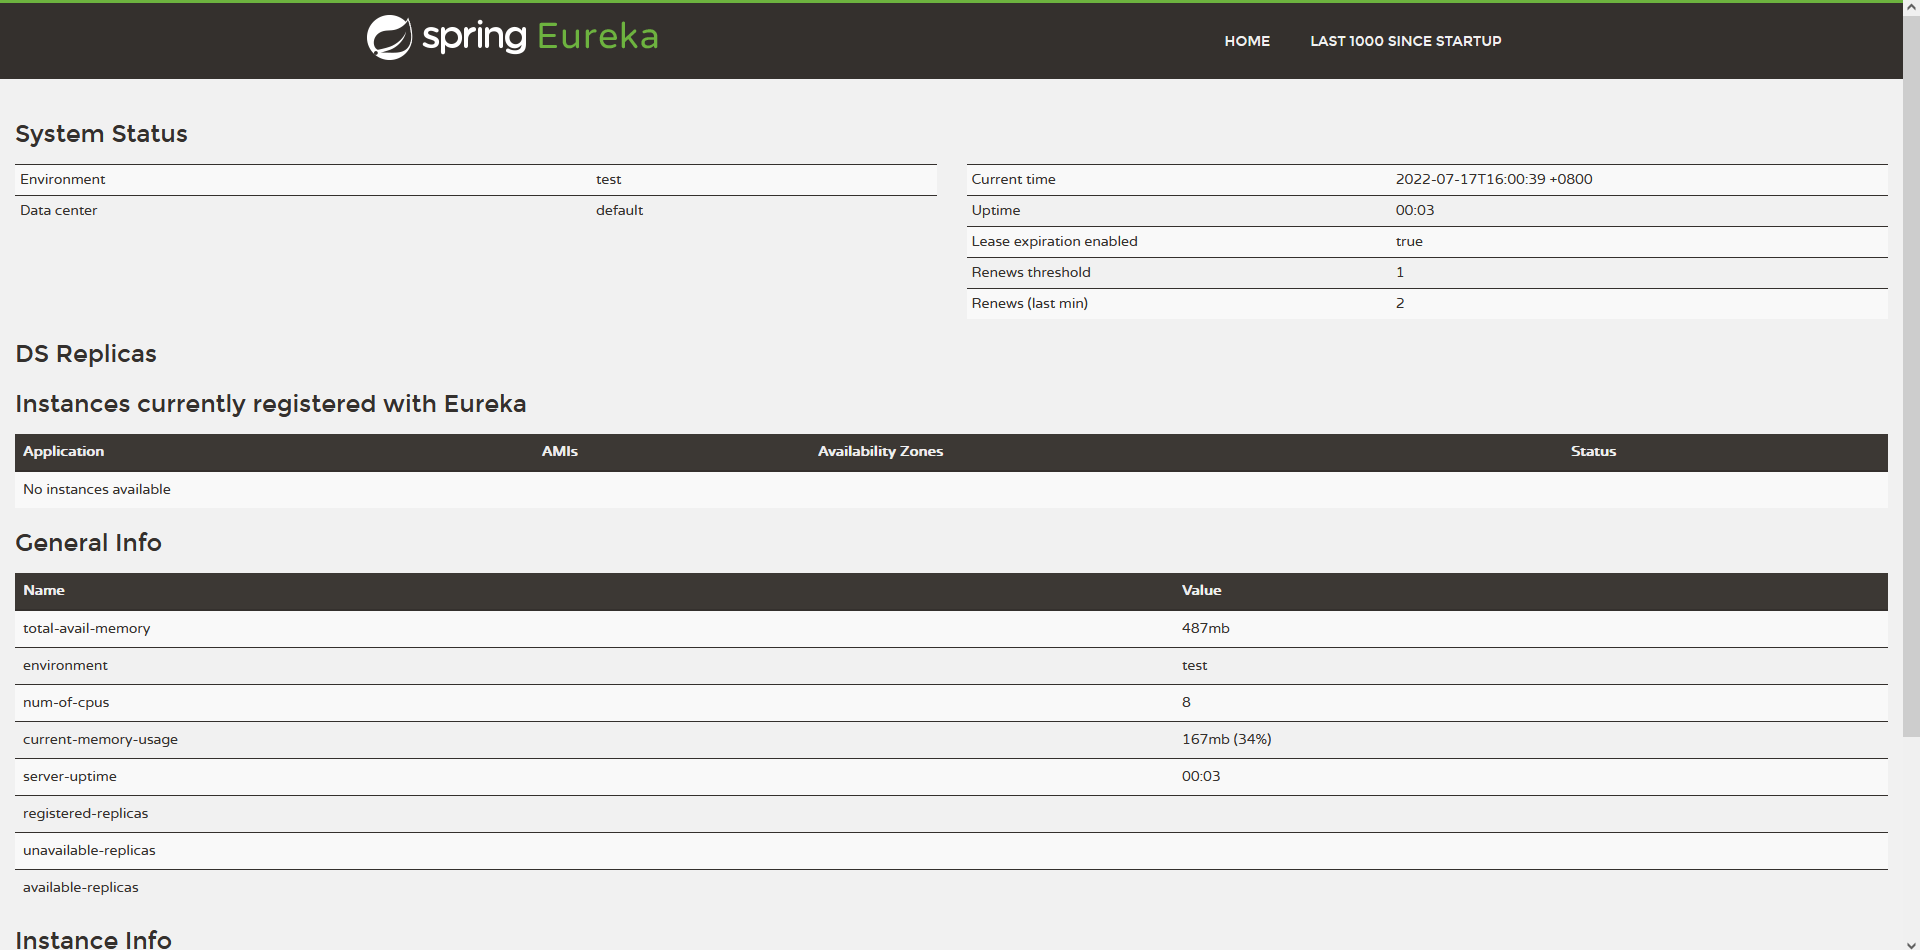 spring Eureka
HOME LAST 1000 SINCE STARTUP
System Status
Environment test
Data center default
Current time 2022-07-17T16:00:39 +0800
Uptime 00:03
Lease expiration enabled true
Renews threshold 1
Renews (last min) 2
DS Replicas
Instances currently registered with Eureka
Application AMIs Availability Zones Status
No instances available
General Info
Name Value
total-avail-memory 487mb
environment test
num-of-cpus 8
current-memory-usage 167mb (34%)
server-uptime 00:03
registered-replicas
unavailable-replicas
available-replicas
Instance Info